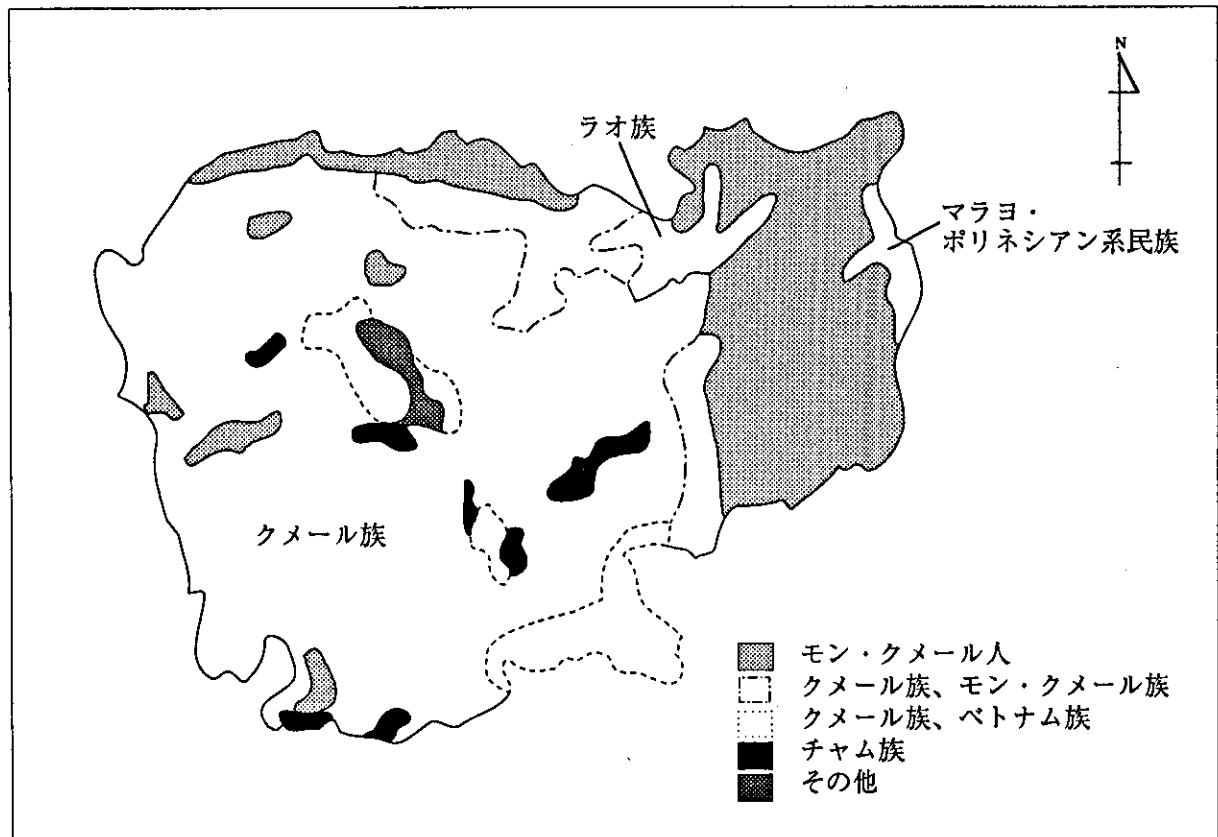 N
ラオ族
マラヨ・
ポリネシアン系民族
クメール族
モン・クメール人
クメール族、モン・クメール族
クメール族、ベトナム族
チャム族
その他